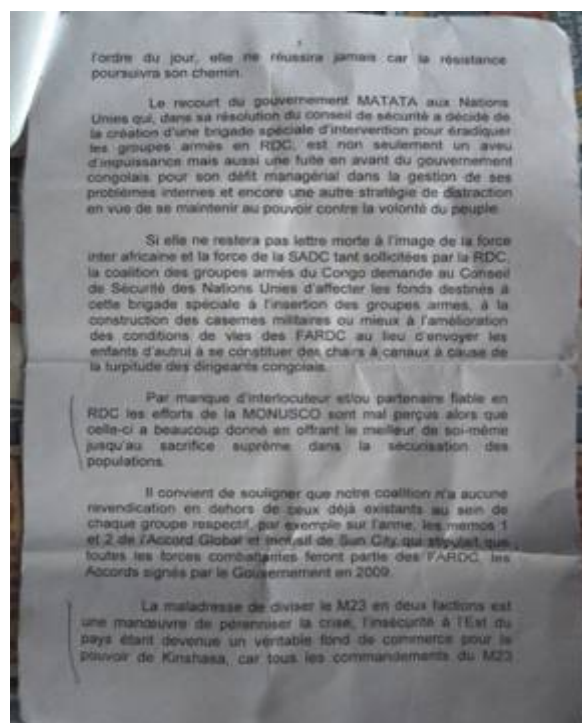 l'ordre du jour, elle ne réussira jamais car la résistance
poursuivra son chemin.
Le recours du gouvernement MATATA aux Nations
Unies qui, dans sa résolution du conseil de sécurité a décidé de
la création d'une brigade spéciale d'intervention pour éradiquer
les groupes armés en RDC, est non seulement un aveu
d'impuissance mais aussi une fuite en avant du gouvernement
congolais pour son défit managérial dans la gestion de ses
problèmes internes et encore une autre stratégie de distraction
en vue de se maintenir au pouvoir contre la volonté du peuple.
Si elle ne restera pas lettre morte à l'image de la force
inter africaine et la force de la SADC tant sollicitées par la RDC,
la coalition des groupes armés du Congo demande au Conseil
de Sécurité des Nations Unies d'affecter les fonds destinés à
cette brigade spéciale à l'insertion des groupes armes, à la
construction des casernes militaires ou mieux à l'amélioration
des conditions de vies des FARDC au lieu d'envoyer les
enfants d'autrui à se constituer des chairs à canaux à cause de
la turpitude des dirigeants congolais.
Par manque d'interlocuteur et/ou partenaire fiable en
RDC les efforts de la MONUSCO sont mal perçus alors que
celle-ci a beaucoup donné en offrant le meilleur de soi-même
jusqu'au sacrifice suprême dans la sécurisation des
populations.
Il convient de souligner que notre coalition n'a aucune
revendication en dehors de ceux déjà existants au sein de
chaque groupe respectif, par exemple sur l'arme, les memos 1
et 2 de l'Accord Global et inclusif de Sun City qui stipulait que
toutes les forces combattantes feront partie des FARDC, les
Accords signés par le Gouvernement en 2009.
La maladresse de diviser le M23 en deux factions est
une manœuvre de pérenniser la crise, l'insécurité à l'Est du
pays étant devenue un véritable fond de commerce pour le
pouvoir de Kinshasa, car tous les commandements du M23